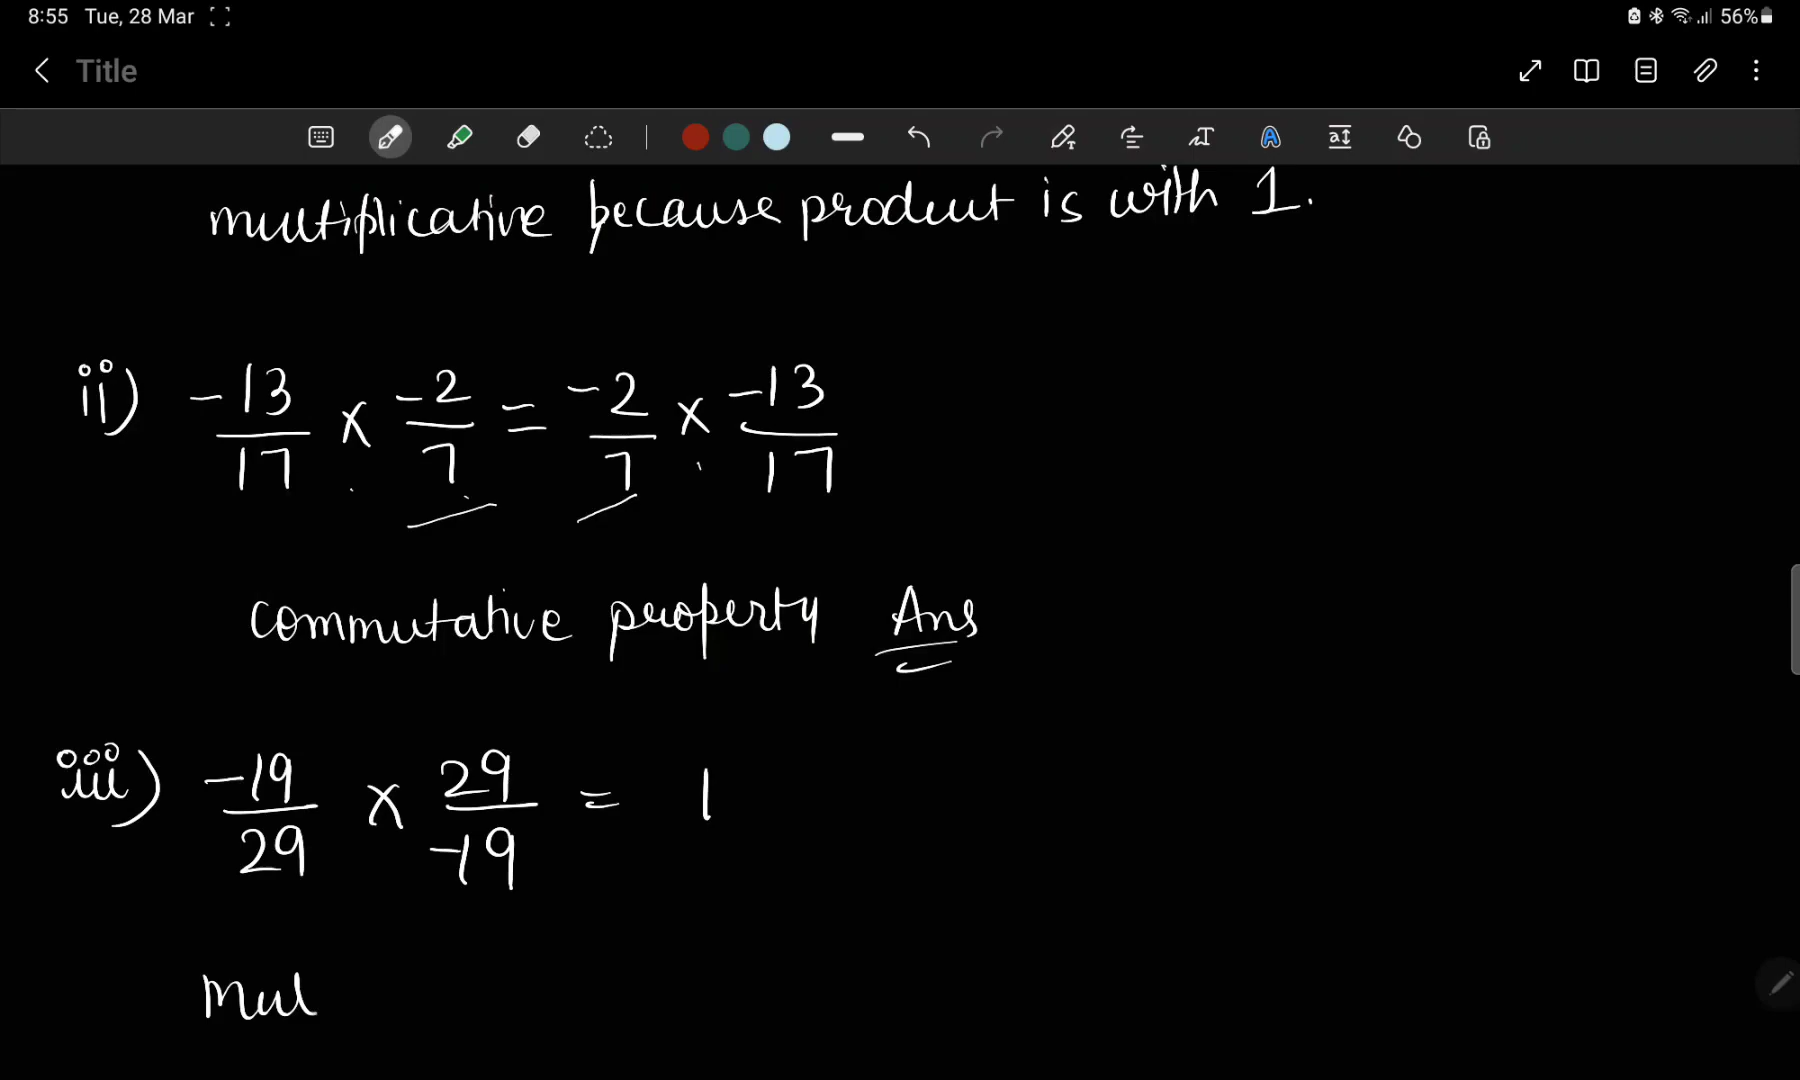 8:55 Tue, 28 Mar 56%
Title
multiplicative because product is with 1.
ii) -13/17 × -2/7 = -2/7 × -13/17
commutative property Ans
iii) -19/29 × 29/-19 = 1
Mul